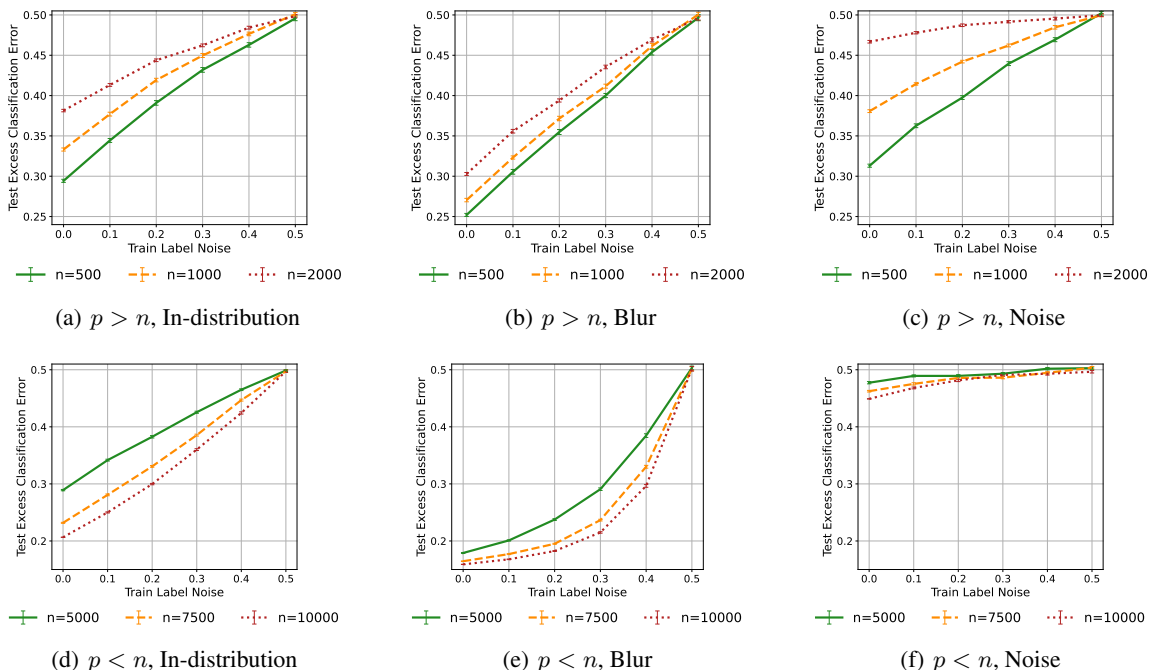 Test Excess Classification Error
0.50
0.45
0.40
0.35
0.30
0.25
0.0 0.1 0.2 0.3 0.4 0.5
Train Label Noise
n=500 n=1000 n=2000
(a) p > n, In-distribution
Test Excess Classification Error
0.50
0.45
0.40
0.35
0.30
0.25
0.0 0.1 0.2 0.3 0.4 0.5
Train Label Noise
n=500 n=1000 n=2000
(b) p > n, Blur
Test Excess Classification Error
0.50
0.45
0.40
0.35
0.30
0.25
0.0 0.1 0.2 0.3 0.4 0.5
Train Label Noise
n=500 n=1000 n=2000
(c) p > n, Noise
Test Excess Classification Error
0.5
0.4
0.3
0.2
0.0 0.1 0.2 0.3 0.4 0.5
Train Label Noise
n=5000 n=7500 n=10000
(d) p < n, In-distribution
Test Excess Classification Error
0.5
0.4
0.3
0.2
0.0 0.1 0.2 0.3 0.4 0.5
Train Label Noise
n=5000 n=7500 n=10000
(e) p < n, Blur
Test Excess Classification Error
0.5
0.4
0.3
0.2
0.0 0.1 0.2 0.3 0.4 0.5
Train Label Noise
n=5000 n=7500 n=10000
(f) p < n, Noise